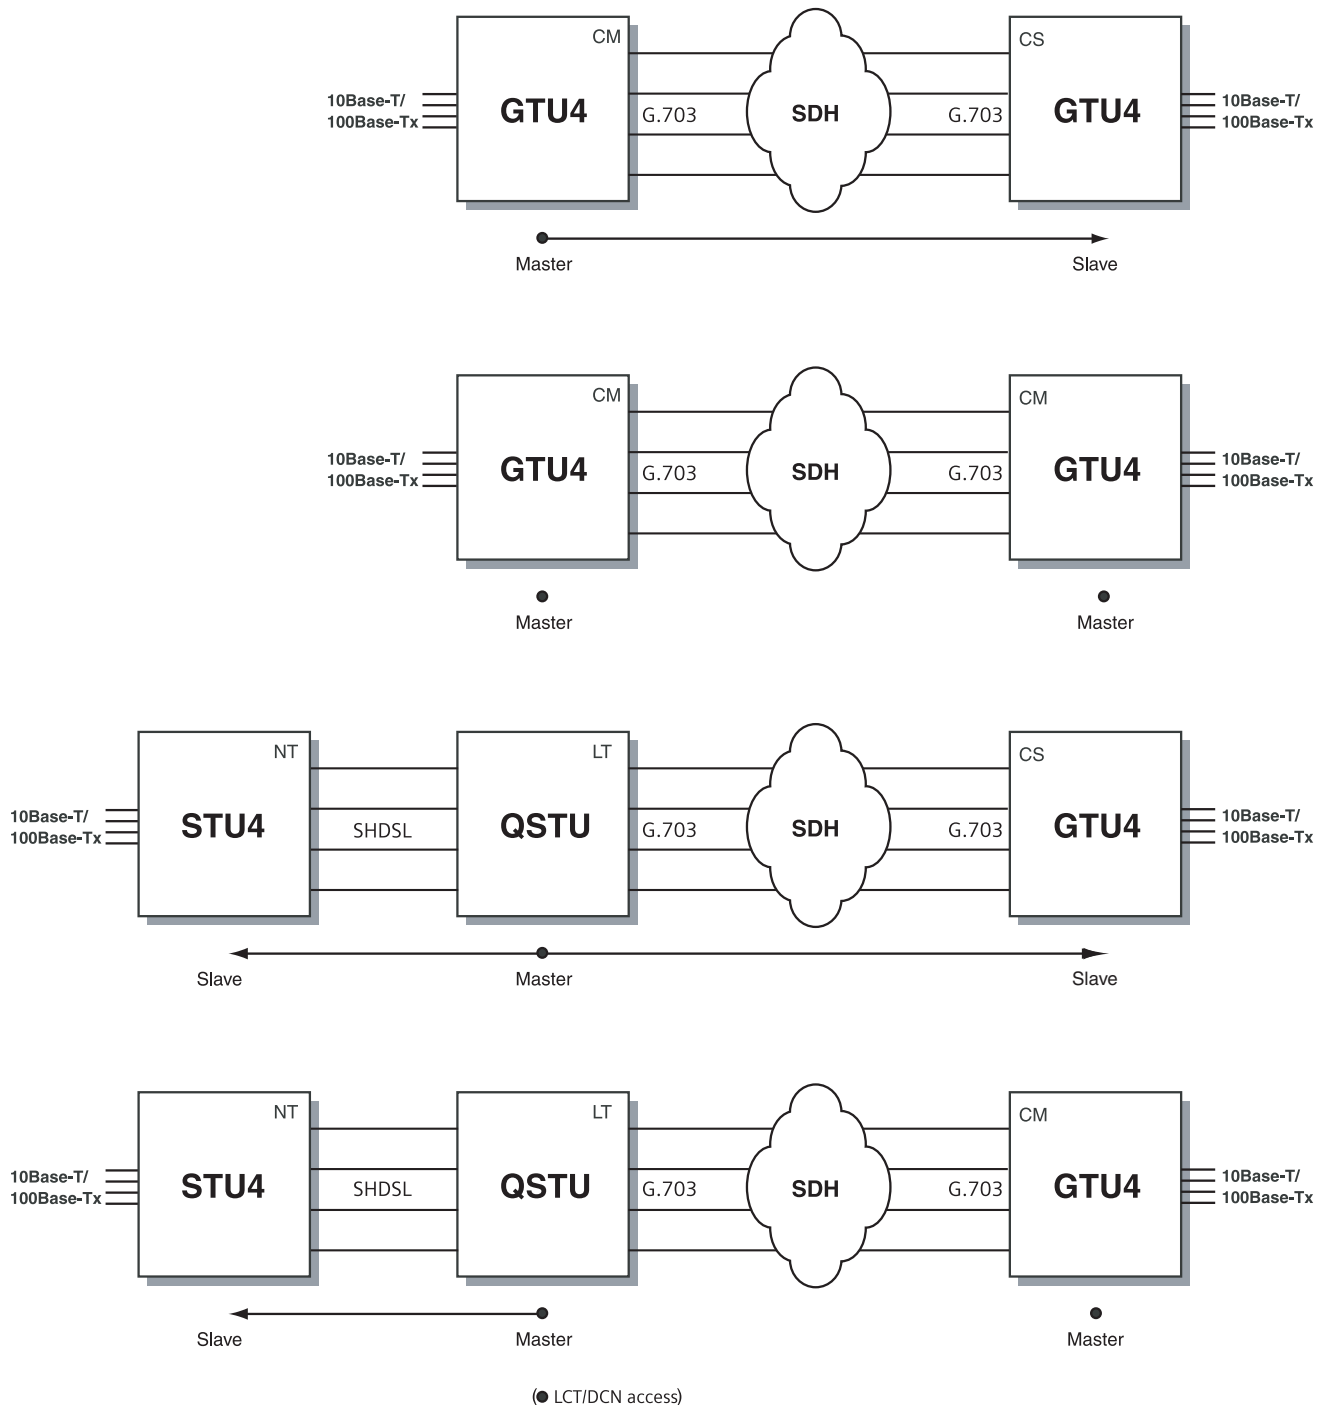 CM
CS
10Base-T/
100Base-Tx
GTU4
G.703
SDH
G.703
GTU4
10Base-T/
100Base-Tx
Master
Slave
CM
CM
10Base-T/
100Base-Tx
GTU4
G.703
SDH
G.703
GTU4
10Base-T/
100Base-Tx
Master
Master
NT
LT
CS
10Base-T/
100Base-Tx
STU4
SHDSL
QSTU
G.703
SDH
G.703
GTU4
10Base-T/
100Base-Tx
Slave
Master
Slave
NT
LT
CM
10Base-T/
100Base-Tx
STU4
SHDSL
QSTU
G.703
SDH
G.703
GTU4
10Base-T/
100Base-Tx
Slave
Master
Master
(● LCT/DCN access)